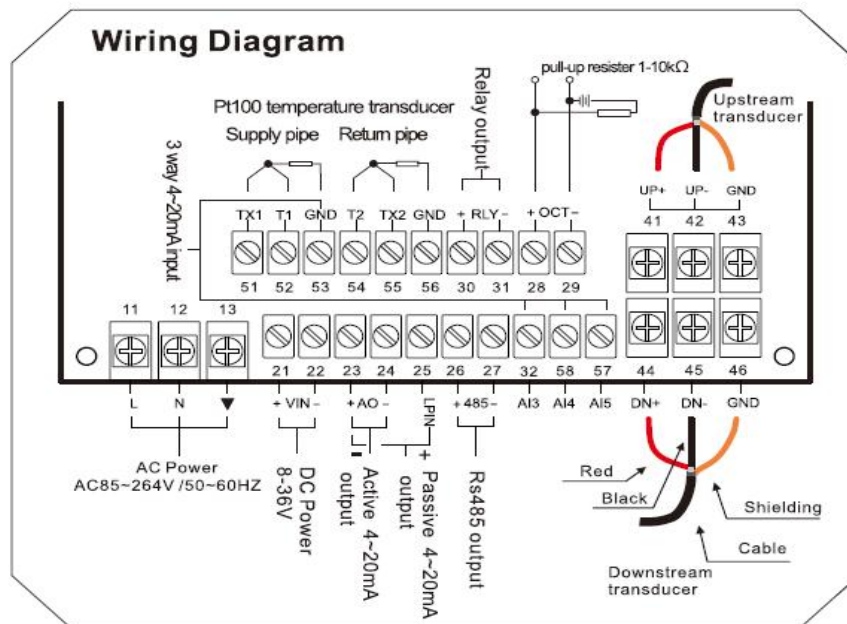 Wiring Diagram
pull-up resister 1-10kΩ
Relay output
Upstream
transducer
Pt100 temperature transducer
Supply pipe
Return pipe
3 way 4~20mA input
UP+ UP- GND
41 42 43
TX1 T1 GND T2 TX2 GND + RLY - + OCT -
51 52 53 54 55 56 30 31 28 29
11 12 13
21 22 23 24 25 26 27 32 58 57 44 45 46
L N
+ VIN - + AO - LPIN + 485 - AI3 AI4 AI5 DN+ DN- GND
AC Power
AC85~264V /50~60HZ
DC Power
8-36V
- +
Active 4~20mA
output
Passive 4~20mA
output
Rs485 output
Red
Black
Shielding
Cable
Downstream
transducer